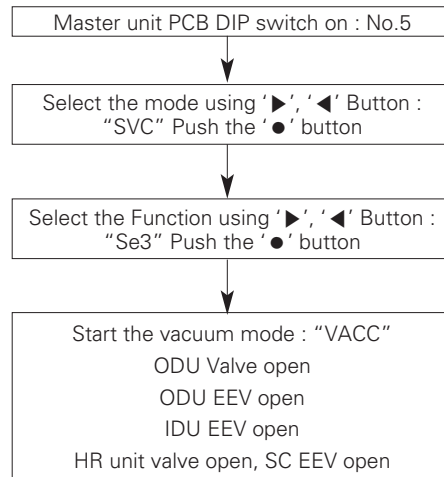 Master unit PCB DIP switch on : No.5
Select the mode using ‘▶’, ‘◀’ Button :
“SVC” Push the ‘●’ button
Select the Function using ‘▶’, ‘◀’ Button :
“Se3” Push the ‘●’ button
Start the vacuum mode : “VACC”
ODU Valve open
ODU EEV open
IDU EEV open
HR unit valve open, SC EEV open